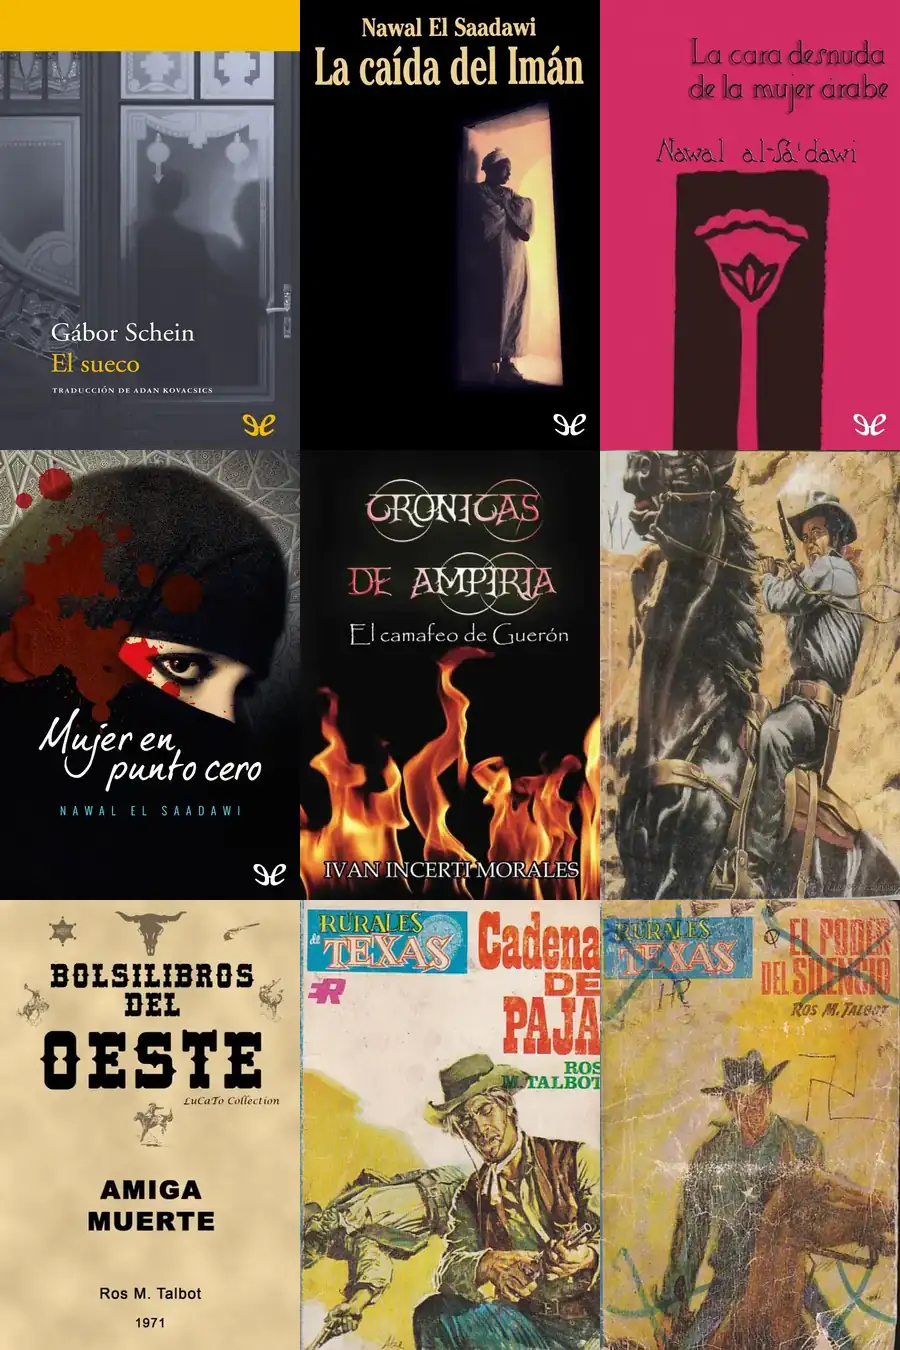 Gábor Schein
El sueco
TRADUCCIÓN DE ADAN KOVACSICS
Nawal El Saadawi
La caída del Imán
La cara desnuda
de la mujer árabe
Nawal al-Sa'dawi
Mujer en
punto cero
NAWAL EL SAADAWI
CRONICAS
DE AMPIRIA
El camafeo de Guerón
IVAN INCERTI MORALES
BOLSILIBROS
DEL
OESTE
LuCaTo Collection
AMIGA
MUERTE
Ros M. Talbot
1971
RURALES
de TEXAS
Cadena
DE
PAJA
ROS
M. TALBOT
RURALES
de TEXAS
EL PODER
DEL SILENCIO
ROS M. TALBOT
HR